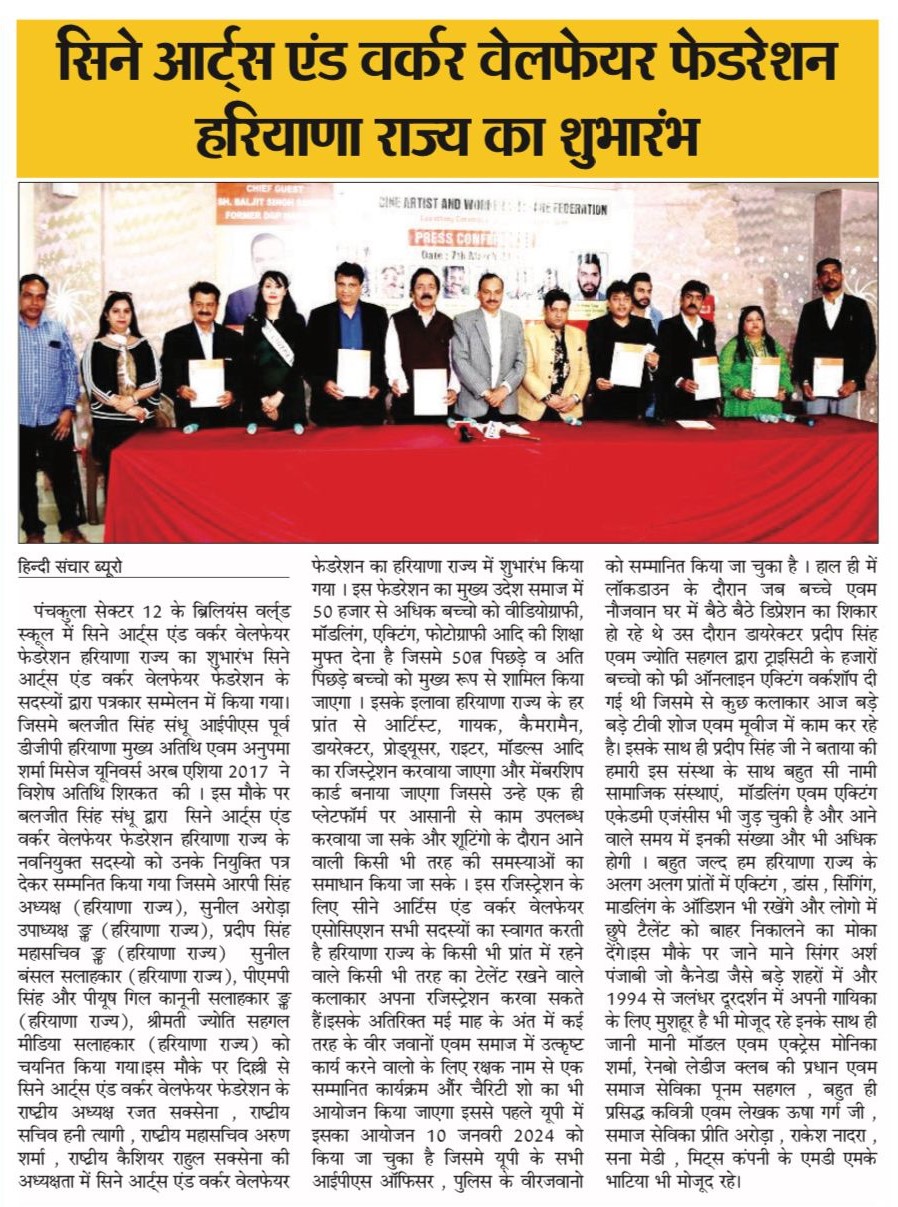 सिने आर्ट्स एंड वर्कर वेलफेयर फेडरेशन
हरियाणा राज्य का शुभारंभ
CHIEF GUEST
SH. BALJIT SINGH
FORMER DGP
CINE ARTIST AND FEDERATION
PRESS
Date : 7th March
हिन्दी संचार ब्यूरो
पंचकुला सेक्टर 12 के ब्रिलियंस वर्ल्ड
स्कूल में सिने आर्ट्स एंड वर्कर वेलफेयर
फेडरेशन हरियाणा राज्य का शुभारंभ सिने
आर्ट्स एंड वर्कर वेलफेयर फेडरेशन के
सदस्यों द्वारा पत्रकार सम्मेलन में किया गया।
जिसमे बलजीत सिंह संधू आईपीएस पूर्व
डीजीपी हरियाणा मुख्य अतिथि एवम अनुपमा
शर्मा मिसेज यूनिवर्स अरब एशिया 2017 ने
विशेष अतिथि शिरकत की । इस मौके पर
बलजीत सिंह संधू द्वारा सिने आर्ट्स एंड
वर्कर वेलफेयर फेडरेशन हरियाणा राज्य के
नवनियुक्त सदस्यो को उनके नियुक्ति पत्र
देकर सम्मनित किया गया जिसमे आरपी सिंह
अध्यक्ष (हरियाणा राज्य), सुनील अरोड़ा
उपाध्यक्ष ङ्क (हरियाणा राज्य), प्रदीप सिंह
महासचिव ङ्क (हरियाणा राज्य) सुनील
बंसल सलाहकार (हरियाणा राज्य), पीएमपी
सिंह और पीयूष गिल कानूनी सलाहकार ङ्क
(हरियाणा राज्य), श्रीमती ज्योति सहगल
मीडिया सलाहकार (हरियाणा राज्य) को
चयनित किया गया।इस मौके पर दिल्ली से
सिने आर्ट्स एंड वर्कर वेलफेयर फेडरेशन के
राष्ट्रीय अध्यक्ष रजत सक्सेना , राष्ट्रीय
सचिव हनी त्यागी , राष्ट्रीय महासचिव अरुण
शर्मा , राष्ट्रीय कैशियर राहुल सक्सेना की
अध्यक्षता में सिने आर्ट्स एंड वर्कर वेलफेयर
फेडरेशन का हरियाणा राज्य में शुभारंभ किया
गया । इस फेडरेशन का मुख्य उदेश समाज में
50 हजार से अधिक बच्चो को वीडियोग्राफी,
मॉडलिंग, एक्टिंग, फोटोग्राफी आदि की शिक्षा
मुफ्त देना है जिसमे 50त्न पिछड़े व अति
पिछड़े बच्चो को मुख्य रूप से शामिल किया
जाएगा । इसके इलावा हरियाणा राज्य के हर
प्रांत से आर्टिस्ट, गायक, कैमरामैन,
डायरेक्टर, प्रोड्यूसर, राइटर, मॉडल्स आदि
का रजिस्ट्रेशन करवाया जाएगा और मेंबरशिप
कार्ड बनाया जाएगा जिससे उन्हे एक ही
प्लेटफॉर्म पर आसानी से काम उपलब्ध
करवाया जा सके और शूटिंगो के दौरान आने
वाली किसी भी तरह की समस्याओं का
समाधान किया जा सके । इस रजिस्ट्रेशन के
लिए सीने आर्टिस एंड वर्कर वेलफेयर
एसोसिएशन सभी सदस्यों का स्वागत करती
है हरियाणा राज्य के किसी भी प्रांत में रहने
वाले किसी भी तरह का टेलेंट रखने वाले
कलाकार अपना रजिस्ट्रेशन करवा सकते
हैं।इसके अतिरिक्त मई माह के अंत में कई
तरह के वीर जवानों एवम समाज में उत्कृष्ट
कार्य करने वालो के लिए रक्षक नाम से एक
सम्मानित कार्यक्रम और चैरिटी शो का भी
आयोजन किया जाएगा इससे पहले यूपी में
इसका आयोजन 10 जनवरी 2024 को
किया जा चुका है जिसमे यूपी के सभी
आईपीएस ऑफिसर , पुलिस के वीरजवानो
को सम्मानित किया जा चुका है । हाल ही में
लॉकडाउन के दौरान जब बच्चे एवम
नौजवान घर में बैठे बैठे डिप्रेशन का शिकार
हो रहे थे उस दौरान डायरेक्टर प्रदीप सिंह
एवम ज्योति सहगल द्वारा ट्राइसिटी के हजारों
बच्चो को फ्री ऑनलाइन एक्टिंग वर्कशॉप दी
गई थी जिसमे से कुछ कलाकार आज बड़े
बड़े टीवी शोज एवम मूवीज में काम कर रहे
है। इसके साथ ही प्रदीप सिंह जी ने बताया की
हमारी इस संस्था के साथ बहुत सी नामी
सामाजिक संस्थाएं, मॉडलिंग एवम एक्टिंग
एकेडमी एजंसीस भी जुड़ चुकी है और आने
वाले समय में इनकी संख्या और भी अधिक
होगी । बहुत जल्द हम हरियाणा राज्य के
अलग अलग प्रांतों में एक्टिंग , डांस , सिंगिंग,
माडलिंग के ऑडिशन भी रखेंगे और लोगो में
छुपे टैलेंट को बाहर निकालने का मोका
देंगे।इस मौके पर जाने माने सिंगर अर्श
पंजाबी जो कैनेडा जैसे बड़े शहरों में और
1994 से जलंधर दूरदर्शन में अपनी गायिका
के लिए मुशहूर है भी मोजूद रहे इनके साथ ही
जानी मानी मॉडल एवम एक्ट्रेस मोनिका
शर्मा, रेनबो लेडीज क्लब की प्रधान एवम
समाज सेविका पूनम सहगल , बहुत ही
प्रसिद्ध कवित्री एवम लेखक ऊषा गर्ग जी ,
समाज सेविका प्रीति अरोड़ा , राकेश नादरा ,
सना मेडी , मिट्स कंपनी के एमडी एमके
भाटिया भी मोजूद रहे।